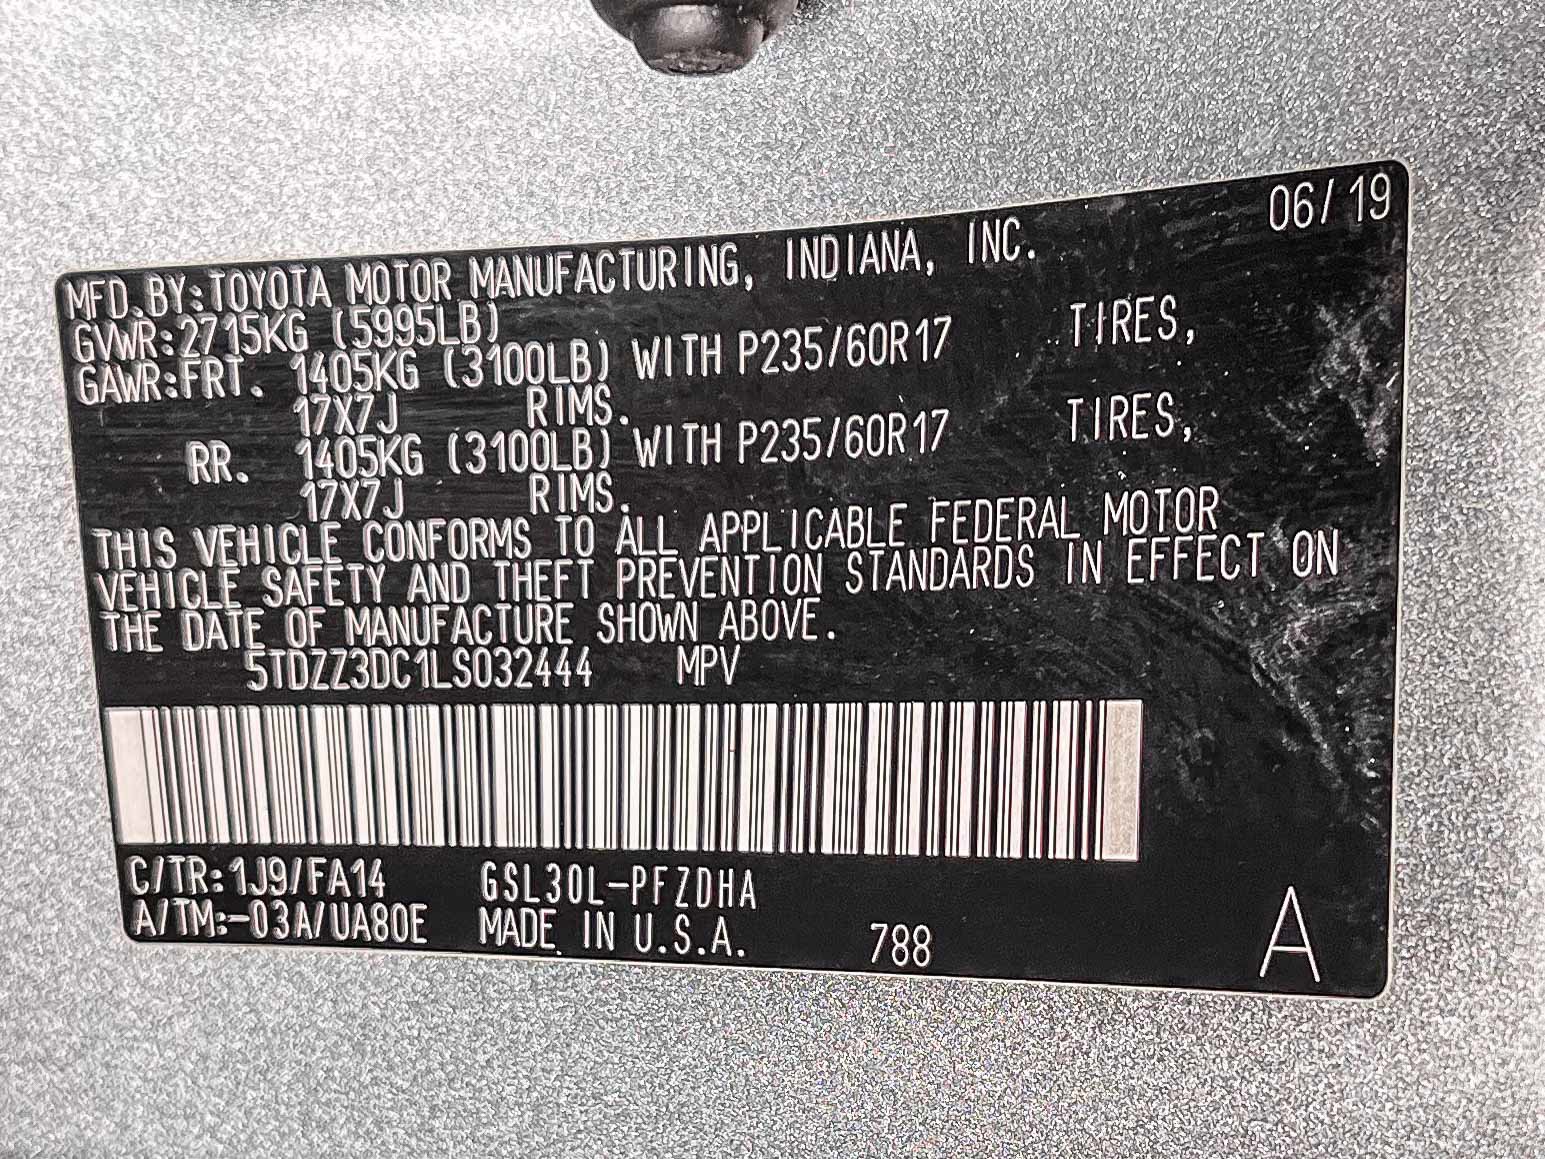 06/19
MFD.BY:TOYOTA MOTOR MANUFACTURING, INDIANA, INC.
GVWR:2715KG (5995LB)
GAWR:FRT. 1405KG (3100LB) WITH P235/60R17 TIRES,
17X7J RIMS.
RR. 1405KG (3100LB) WITH P235/60R17 TIRES,
17X7J RIMS.
THIS VEHICLE CONFORMS TO ALL APPLICABLE FEDERAL MOTOR
VEHICLE SAFETY AND THEFT PREVENTION STANDARDS IN EFFECT ON
THE DATE OF MANUFACTURE SHOWN ABOVE.
5TDZZ3DC1LS032444 MPV
C/TR:1J9/FA14 GSL30L-PFZDHA
A/TM:-03A/UA80E MADE IN U.S.A. 788 A